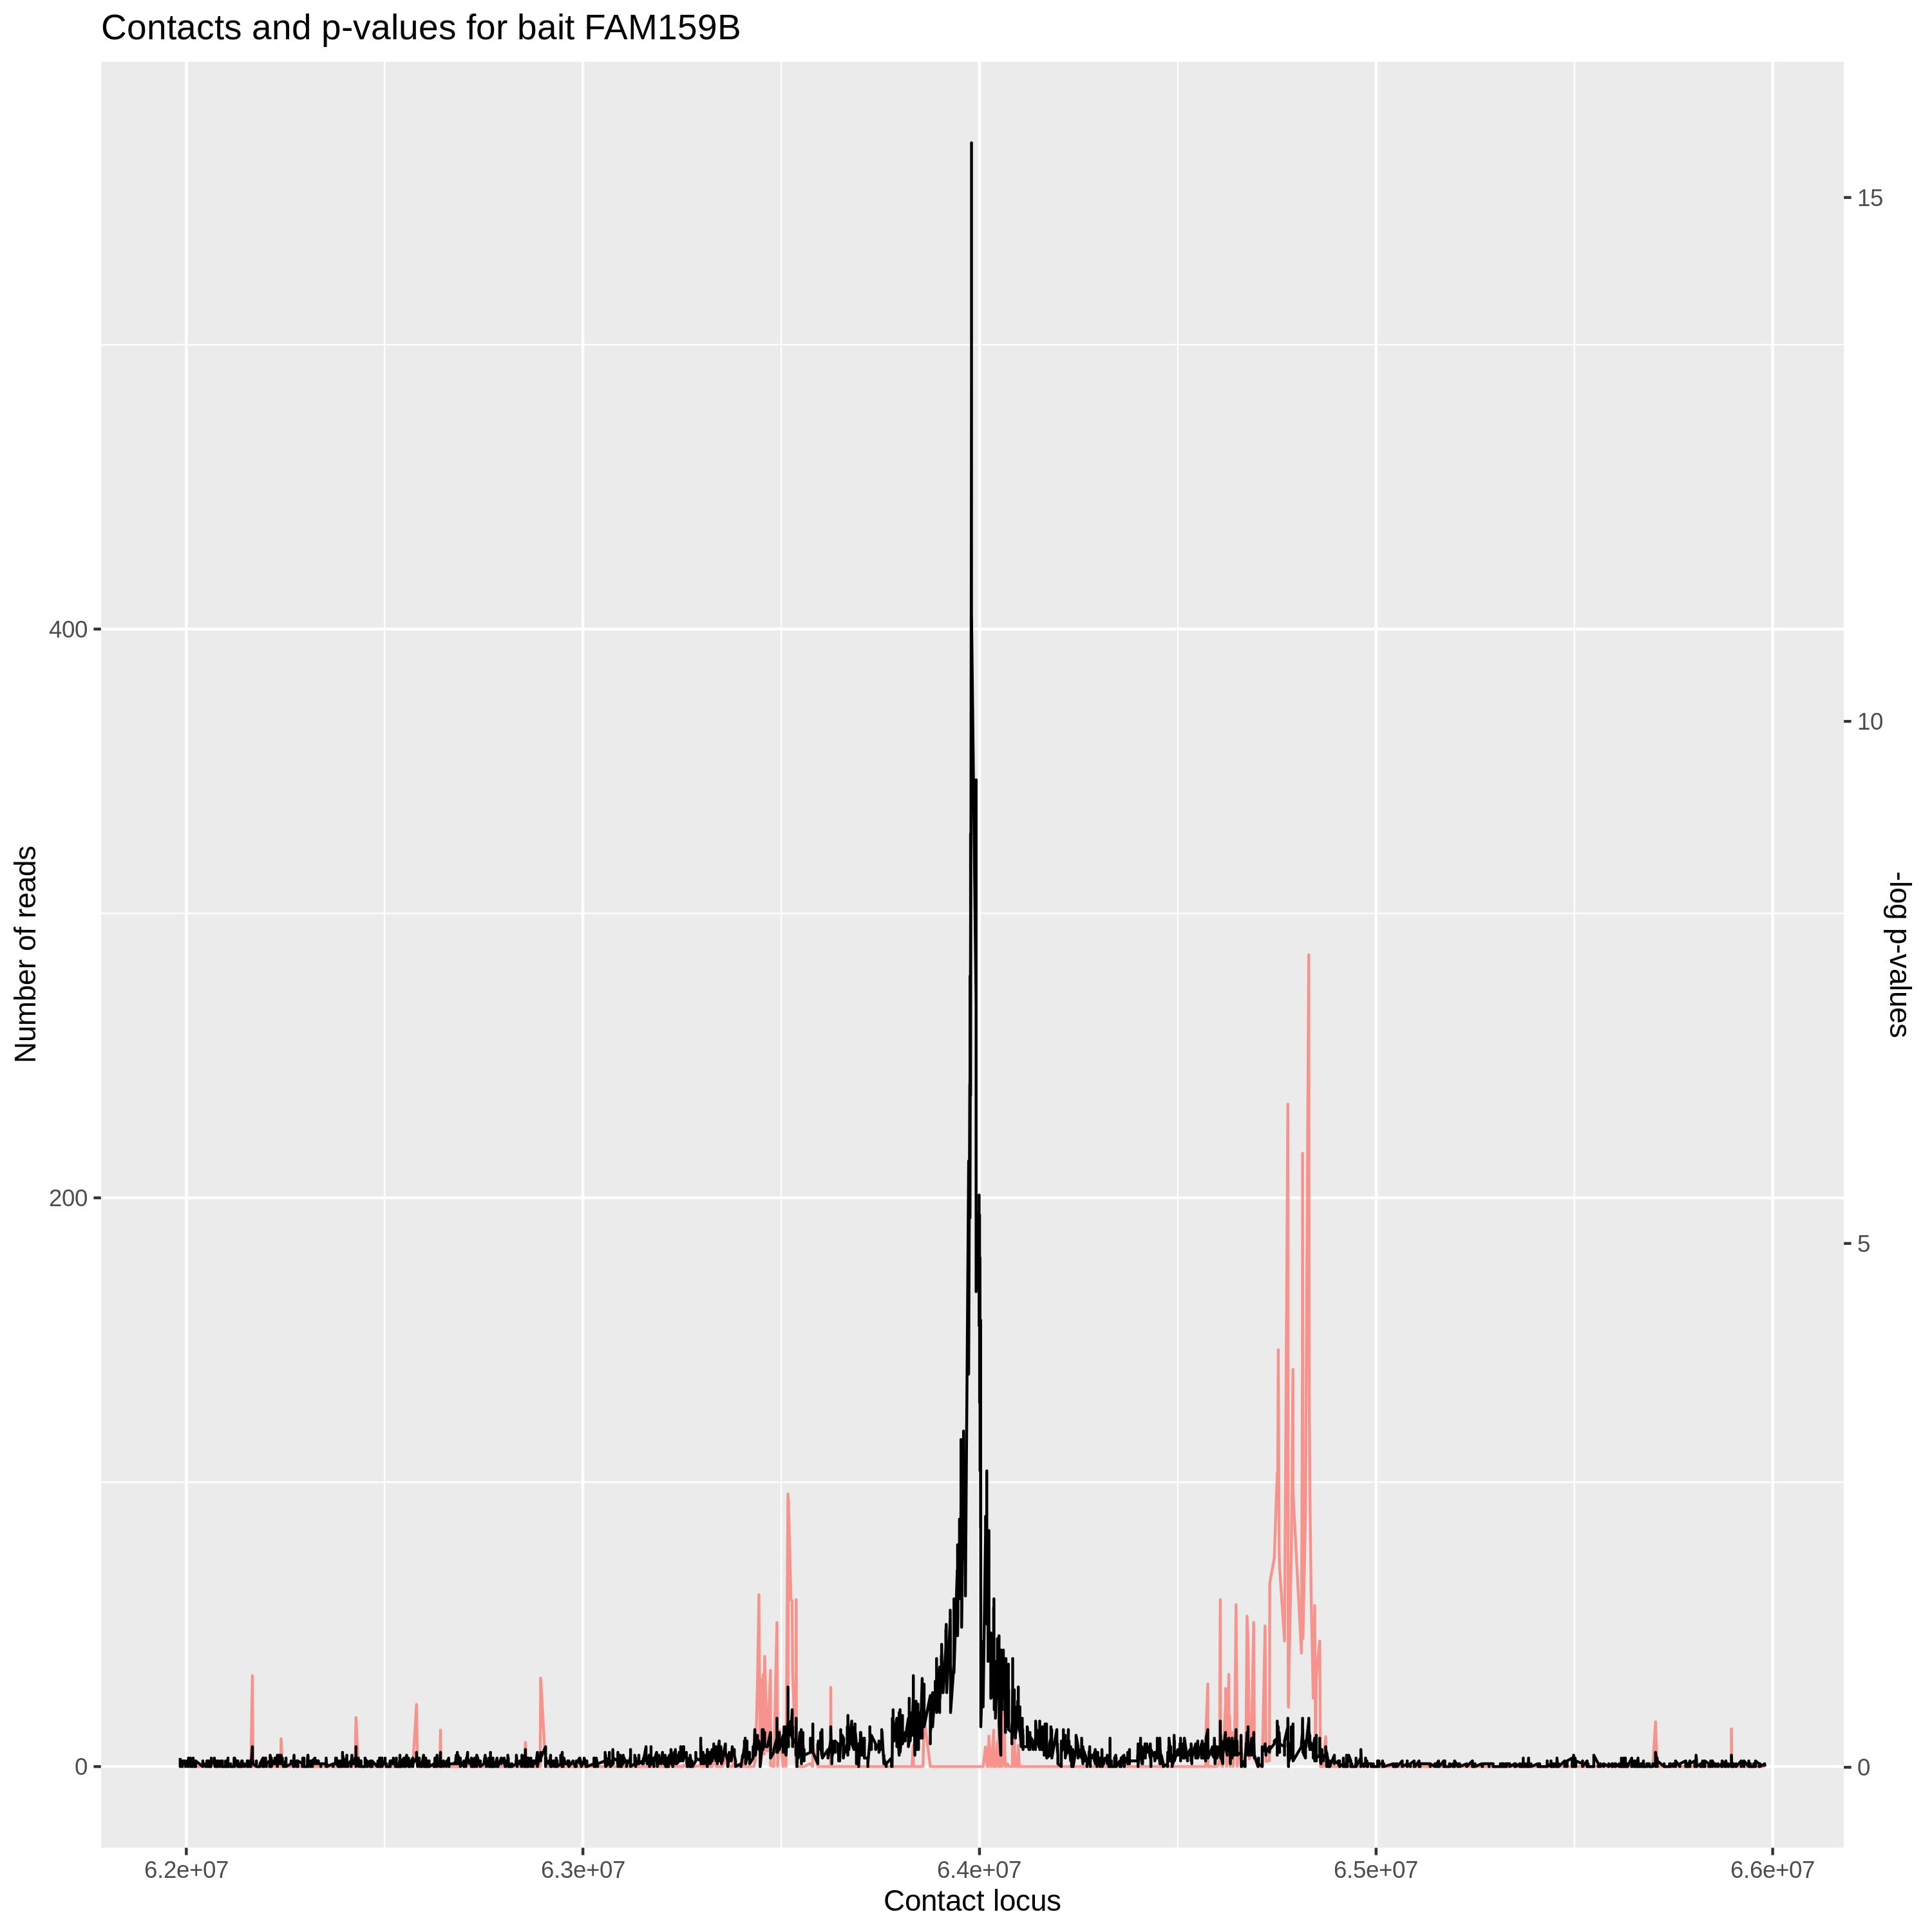 Contacts and p-values for bait FAM159B
Number of reads
400
200
0
15
10
5
0
-log p-values
6.2e+07
6.3e+07
6.4e+07
6.5e+07
6.6e+07
Contact locus